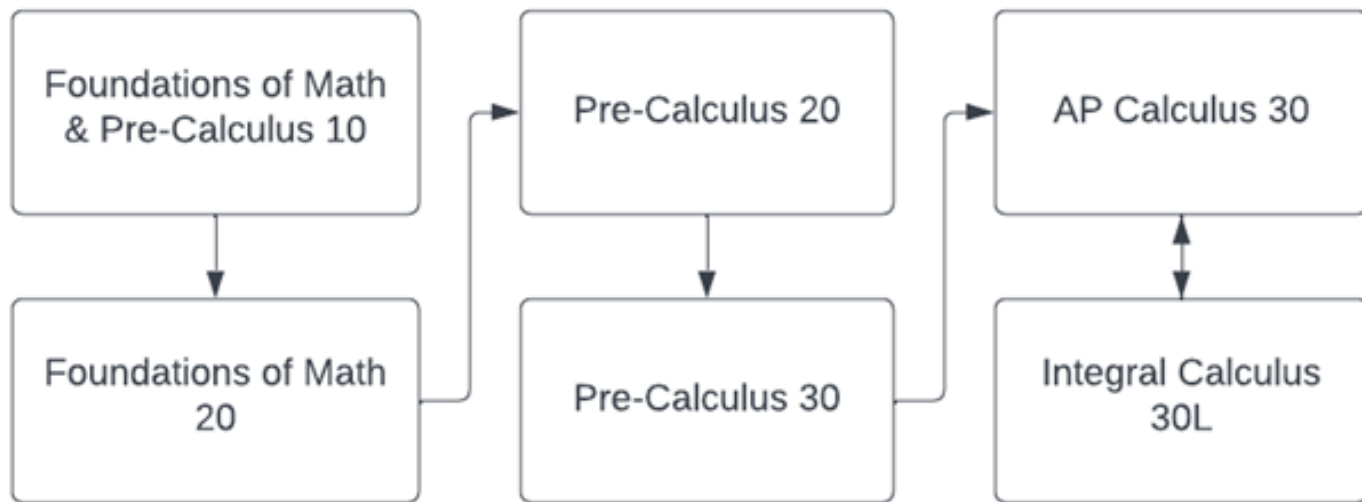 Foundations of Math
& Pre-Calculus 10
Foundations of Math
20
Pre-Calculus 20
Pre-Calculus 30
AP Calculus 30
Integral Calculus
30L